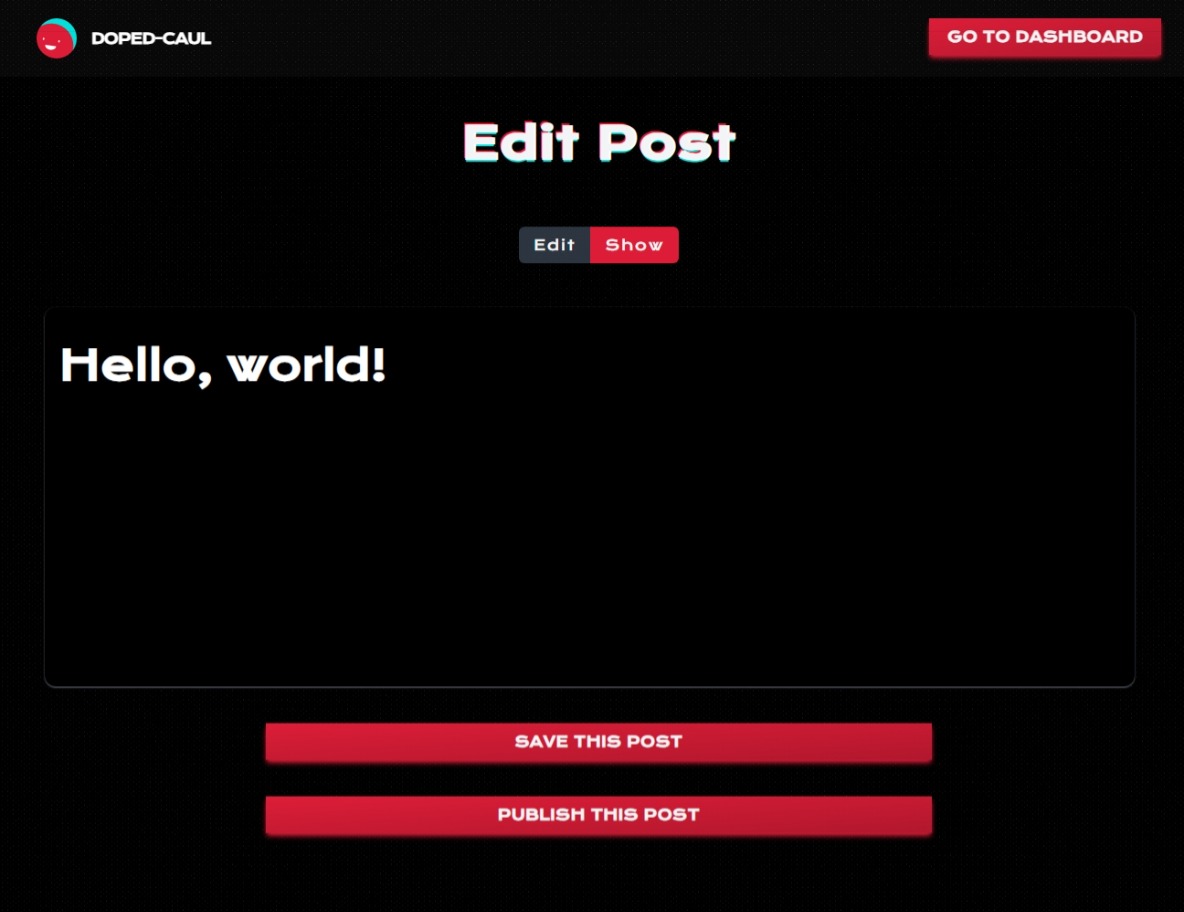 DOPED-CAUL
GO TO DASHBOARD
Edit Post
Edit Show
Hello, world!
SAVE THIS POST
PUBLISH THIS POST